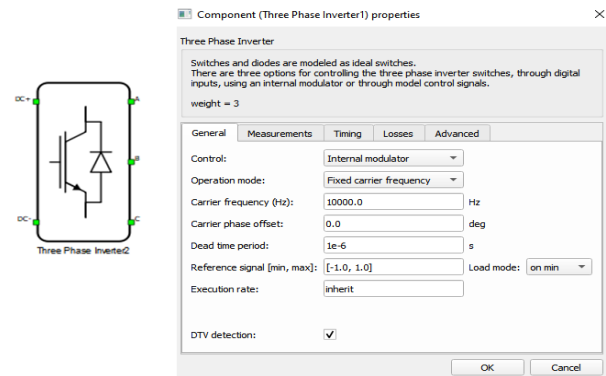 Component (Three Phase Inverter1) properties
Three Phase Inverter
Switches and diodes are modeled as ideal switches.
There are three options for controlling the three phase inverter switches, through digital
inputs, using an internal modulator or through model control signals.
weight = 3
General Measurements Timing Losses Advanced
Control: Internal modulator
Operation mode: Fixed carrier frequency
Carrier frequency (Hz): 10000.0 Hz
Carrier phase offset: 0.0 deg
Dead time period: 1e-6 s
Reference signal [min, max]: [-1.0, 1.0] Load mode: on min
Execution rate: inherit
DTV detection:
OK Cancel
DC+ A
B
DC- C
Three Phase Inverter2